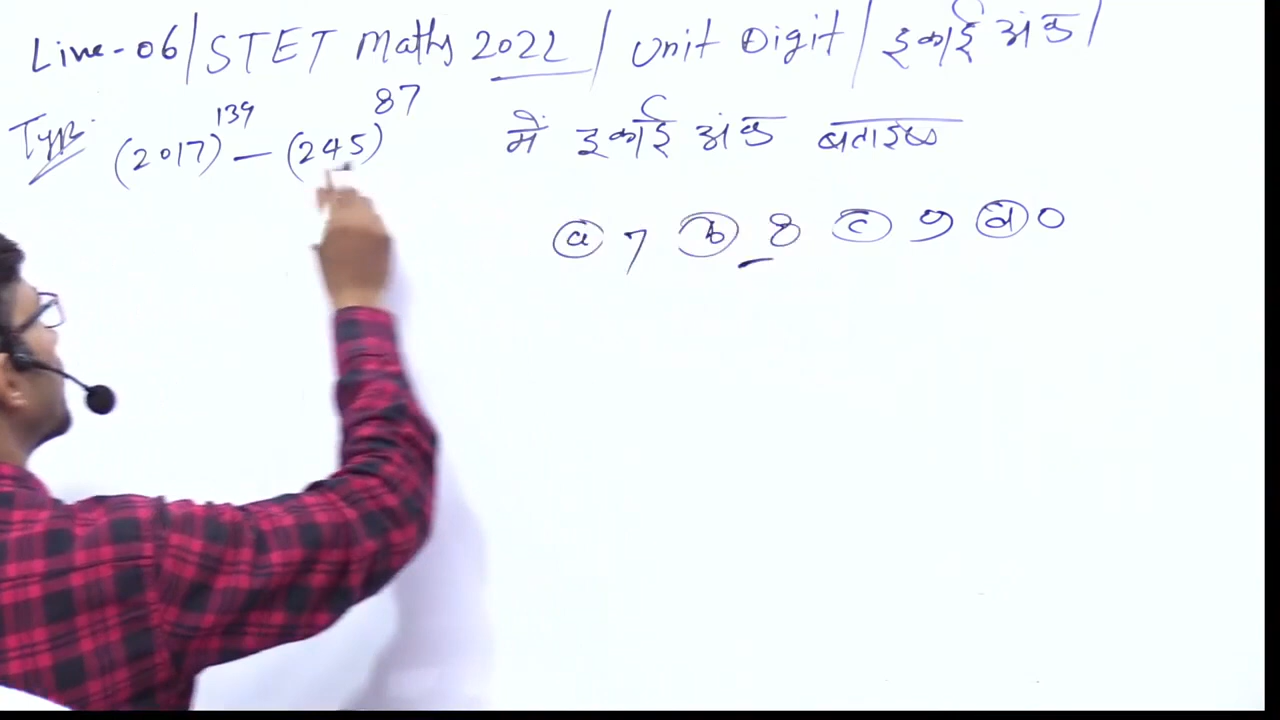 Live-06/STET Maths 2022/Unit Digit/इकाई अंक/
Type: (2017)^139 — (245)^87 में इकाई अंक बताइए
(a) 7 (b) 8 (c) 9 (d) 0